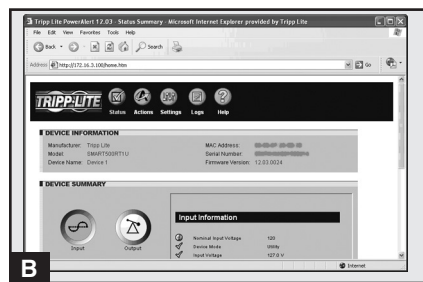 Tripp Lite PowerAlert 12.03 - Status Summary - Microsoft Internet Explorer provided by Tripp Lite
File Edit View Favorites Tools Help
Back Search
Address http://172.16.3.100/home.htm Go
TRIPP·LITE
Status Actions Settings Logs Help
DEVICE INFORMATION
Manufacturer: Tripp Lite MAC Address:
Model: SMART500RT1U Serial Number:
Device Name: Device 1 Firmware Version: 12.03.0024
DEVICE SUMMARY
Input Information
Input Output
Nominal Input Voltage 120
Device Mode Utility
Input Voltage 127.0 V
Internet
B